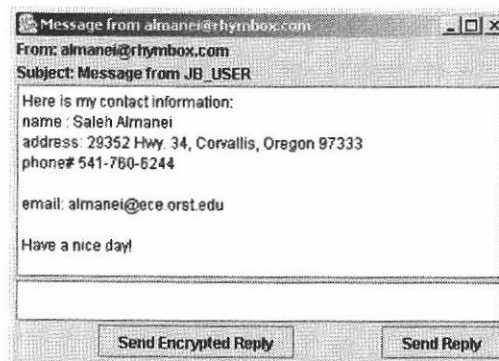 Message from almanei@rhymbox.com
From: almanei@rhymbox.com
Subject: Message from JB_USER
Here is my contact information:
name : Saleh Almanei
address: 29352 Hwy. 34, Corvallis, Oregon 97333
phone# 541-760-6244
email: almanei@ece.orst.edu
Have a nice day!
Send Encrypted Reply
Send Reply